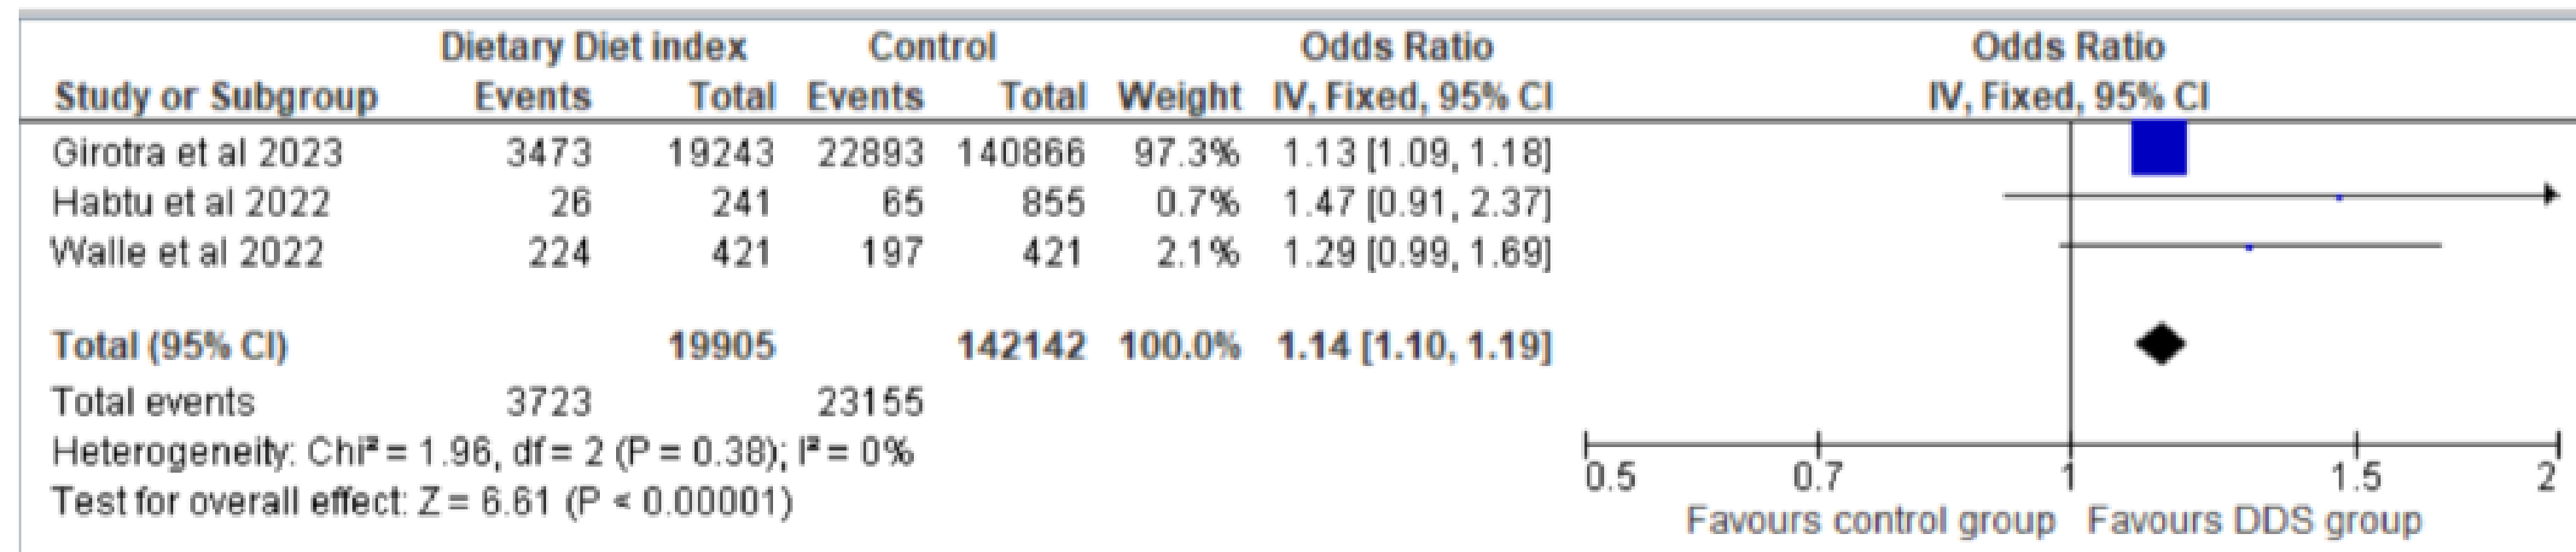 Dietary Diet index Control Odds Ratio Odds Ratio
Study or Subgroup Events Total Events Total Weight IV, Fixed, 95% CI IV, Fixed, 95% CI
Girotra et al 2023 3473 19243 22893 140866 97.3% 1.13 [1.09, 1.18]
Habtu et al 2022 26 241 65 855 0.7% 1.47 [0.91, 2.37]
Walle et al 2022 224 421 197 421 2.1% 1.29 [0.99, 1.69]
Total (95% CI) 19905 142142 100.0% 1.14 [1.10, 1.19]
Total events 3723 23155
Heterogeneity: Chi² = 1.96, df = 2 (P = 0.38); I² = 0%
Test for overall effect: Z = 6.61 (P < 0.00001)
0.5 0.7 1 1.5 2
Favours control group Favours DDS group